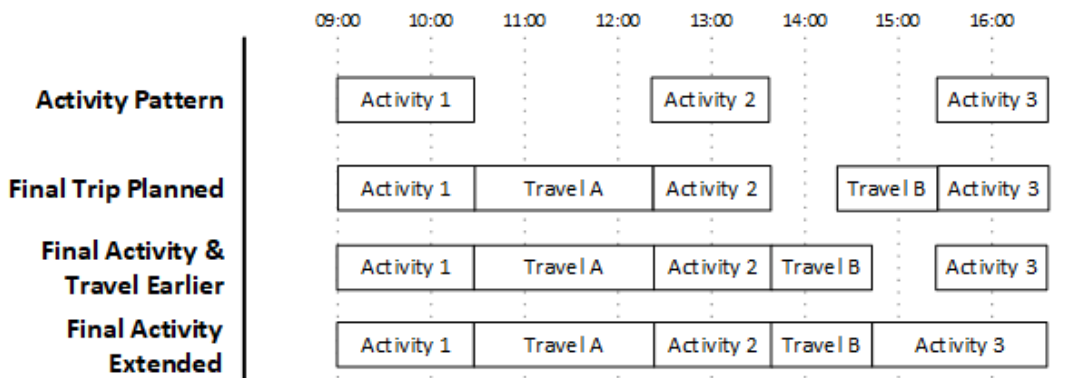 09:00 10:00 11:00 12:00 13:00 14:00 15:00 16:00
Activity Pattern Activity 1 Activity 2 Activity 3
Final Trip Planned Activity 1 Travel A Activity 2 Travel B Activity 3
Final Activity &
Travel Earlier Activity 1 Travel A Activity 2 Travel B Activity 3
Final Activity
Extended Activity 1 Travel A Activity 2 Travel B Activity 3